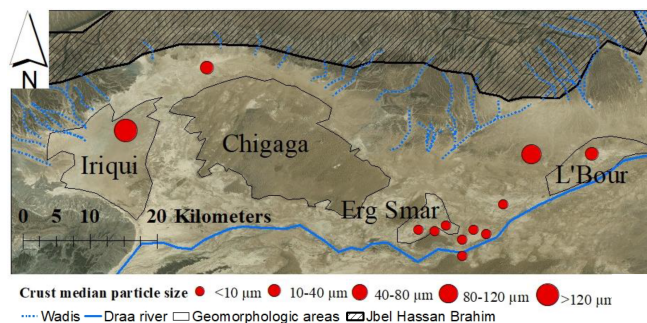 N
Chigaga
Iriqui
L'Bour
Erg Smar
0 5 10 20 Kilometers
Crust median particle size <10 µm 10-40 µm 40-80 µm 80-120 µm >120 µm
Wadis Draa river Geomorphologic areas Jbel Hassan Brahim